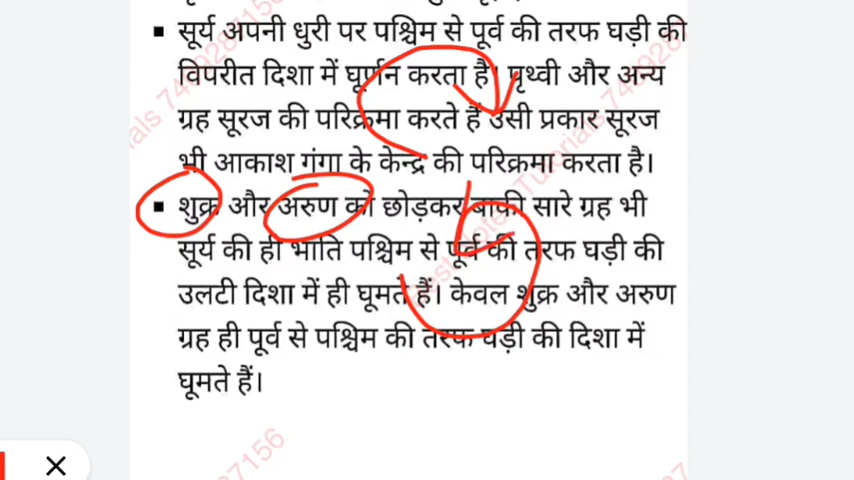 ▪ सूर्य अपनी धुरी पर पश्चिम से पूर्व की तरफ घड़ी की
विपरीत दिशा में घूर्णन करता है। पृथ्वी और अन्य
ग्रह सूरज की परिक्रमा करते हैं उसी प्रकार सूरज
भी आकाश गंगा के केन्द्र की परिक्रमा करता है।
▪ शुक्र और अरुण को छोड़कर बाकी सारे ग्रह भी
सूर्य की ही भांति पश्चिम से पूर्व की तरफ घड़ी की
उलटी दिशा में ही घूमते हैं। केवल शुक्र और अरुण
ग्रह ही पूर्व से पश्चिम की तरफ घड़ी की दिशा में
घूमते हैं।